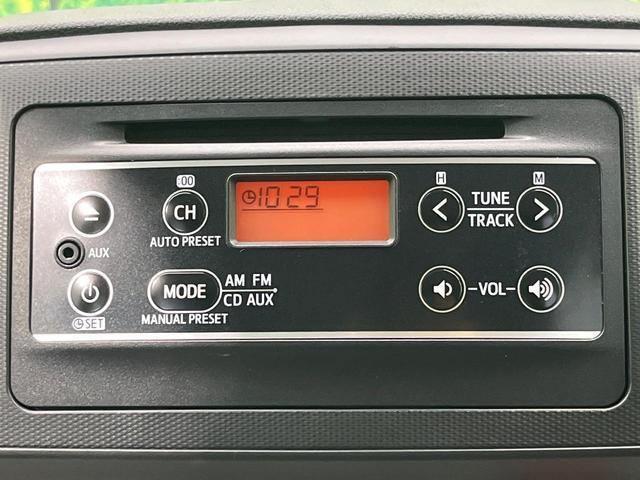 :00
H
M
CH
1029
TUNE
TRACK
AUTO PRESET
AUX
AM FM
MODE
CD AUX
VOL
MANUAL PRESET
SET